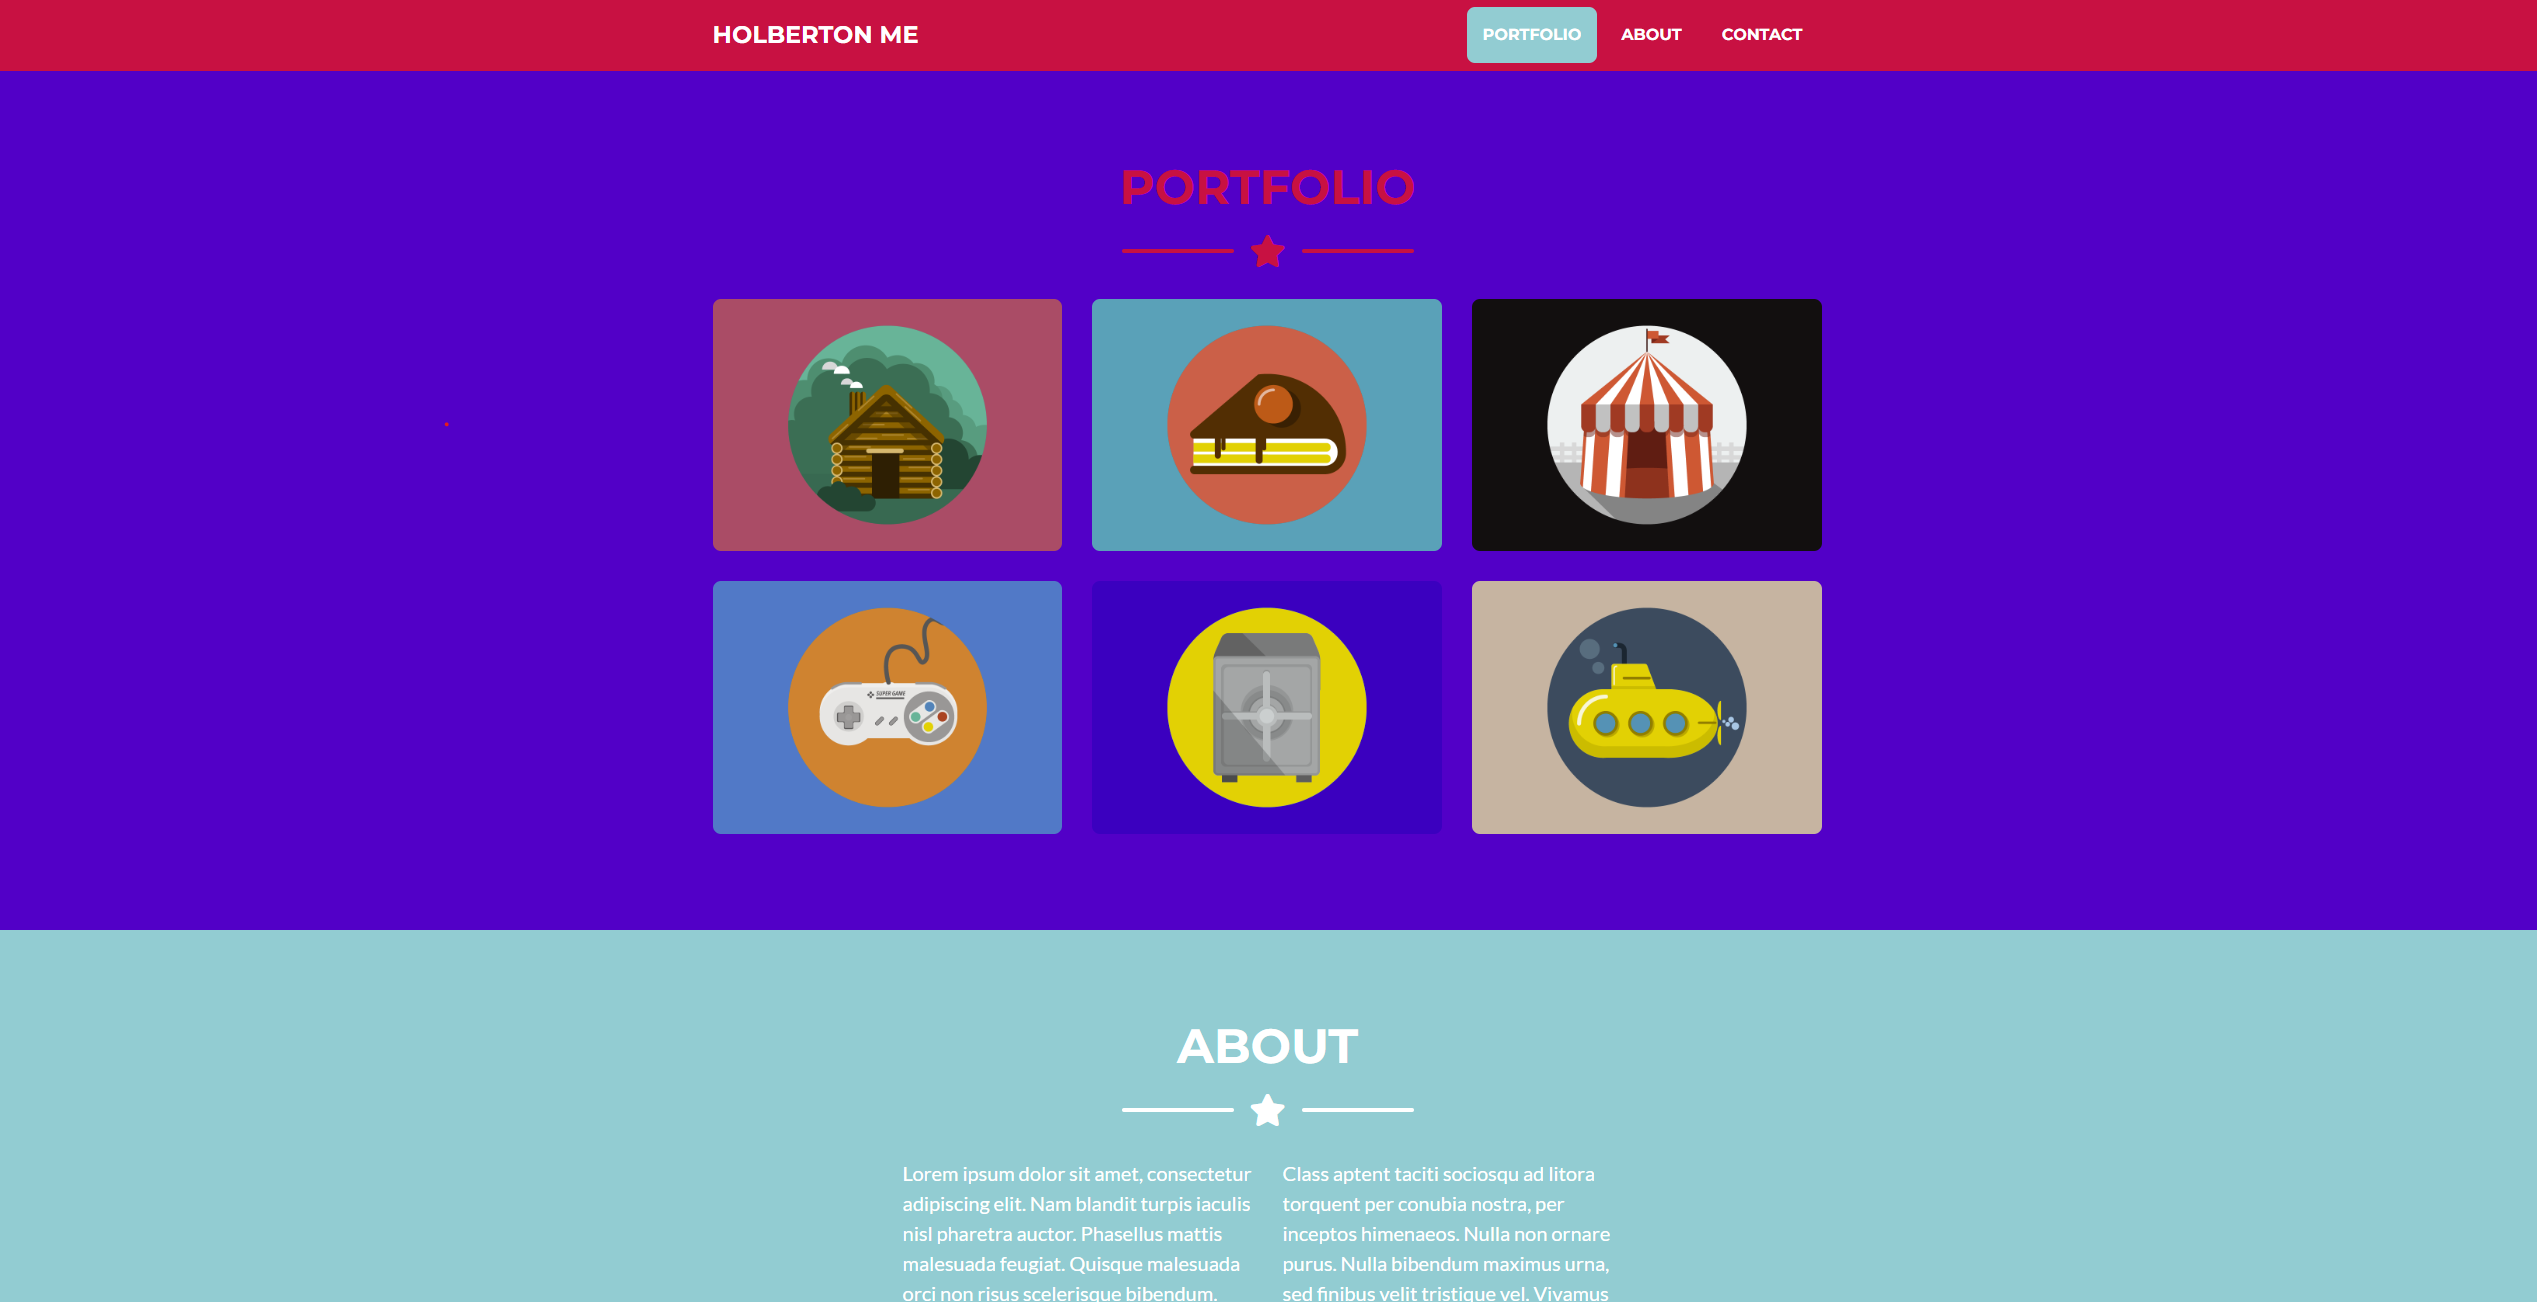 HOLBERTON ME
PORTFOLIO
ABOUT
CONTACT
PORTFOLIO
SUPER GAME
ABOUT
Lorem ipsum dolor sit amet, consectetur
adipiscing elit. Nam blandit turpis iaculis
nisl pharetra auctor. Phasellus mattis
malesuada feugiat. Quisque malesuada
orci non risus scelerisque bibendum.
Class aptent taciti sociosqu ad litora
torquent per conubia nostra, per
inceptos himenaeos. Nulla non ornare
purus. Nulla bibendum maximus urna,
sed finibus velit tristique vel. Vivamus